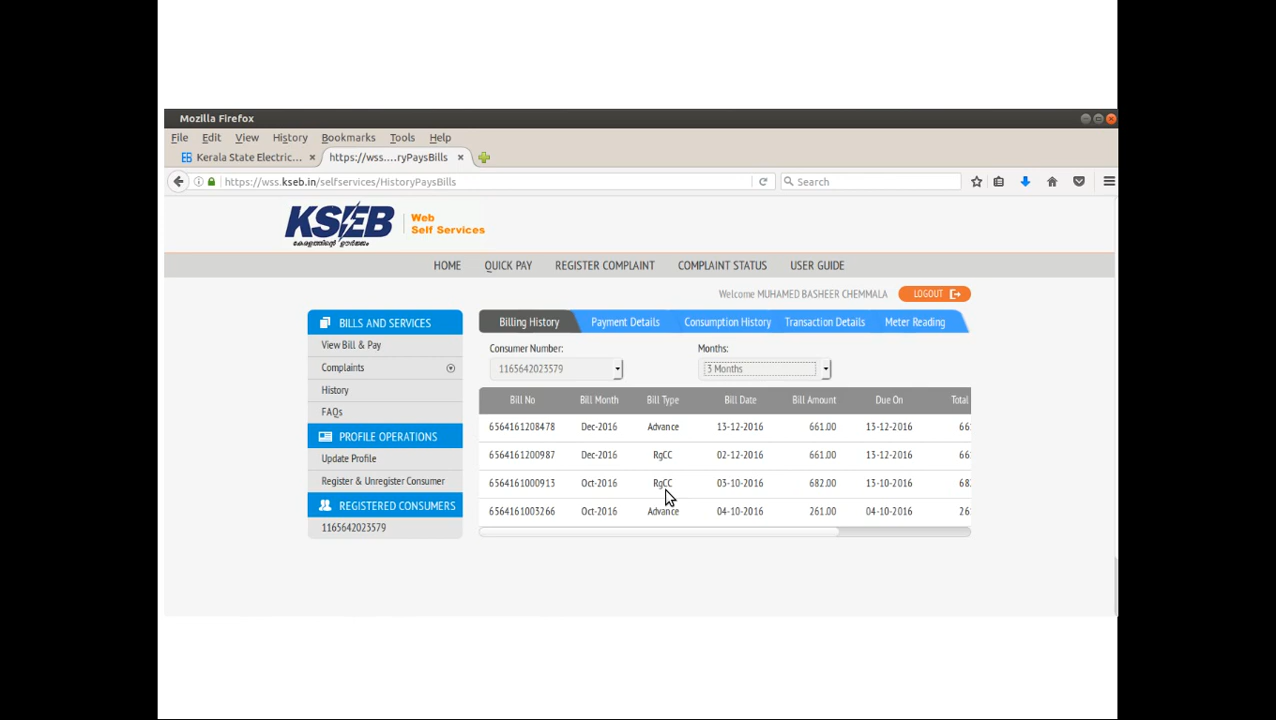 Mozilla Firefox
File Edit View History Bookmarks Tools Help
Kerala State Electric... https://wss....ryPaysBills
https://wss.kseb.in/selfservices/HistoryPaysBills Search
KSEB Web
Self Services
കേരളത്തിന്റെ ഊർജ്ജം
HOME QUICK PAY REGISTER COMPLAINT COMPLAINT STATUS USER GUIDE
Welcome MUHAMED BASHEER CHEMMALA LOGOUT
BILLS AND SERVICES
View Bill & Pay
Complaints
History
FAQs
PROFILE OPERATIONS
Update Profile
Register & Unregister Consumer
REGISTERED CONSUMERS
1165642023579
Billing History Payment Details Consumption History Transaction Details Meter Reading
Consumer Number: Months:
1165642023579 3 Months
Bill No Bill Month Bill Type Bill Date Bill Amount Due On Total
6564161208478 Dec-2016 Advance 13-12-2016 661.00 13-12-2016 66
6564161200987 Dec-2016 RgCC 02-12-2016 661.00 13-12-2016 66
6564161000913 Oct-2016 RgCC 03-10-2016 682.00 13-10-2016 68
6564161003266 Oct-2016 Advance 04-10-2016 261.00 04-10-2016 26